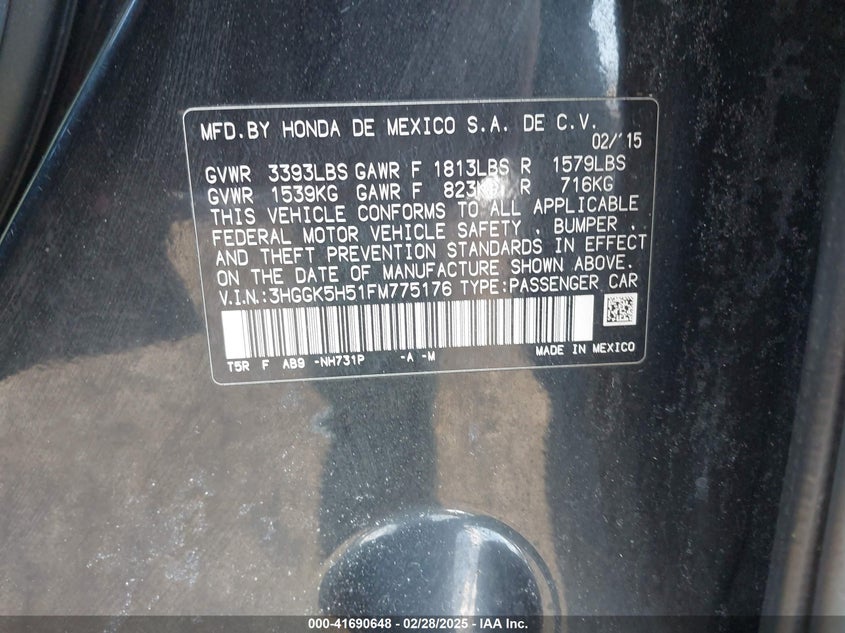 MFD.BY HONDA DE MEXICO S.A. DE C.V.
02/'15
GVWR 3393LBS GAWR F 1813LBS R 1579LBS
GVWR 1539KG GAWR F 823KG R 716KG
THIS VEHICLE CONFORMS TO ALL APPLICABLE
FEDERAL MOTOR VEHICLE SAFETY , BUMPER ,
AND THEFT PREVENTION STANDARDS IN EFFECT
ON THE DATE OF MANUFACTURE SHOWN ABOVE.
V.I.N.:3HGGK5H51FM775176 TYPE:PASSENGER CAR
T5R F AB9 -NH731P -A -M MADE IN MEXICO
000-41690648 / 02/28/2025 - IAA Inc.